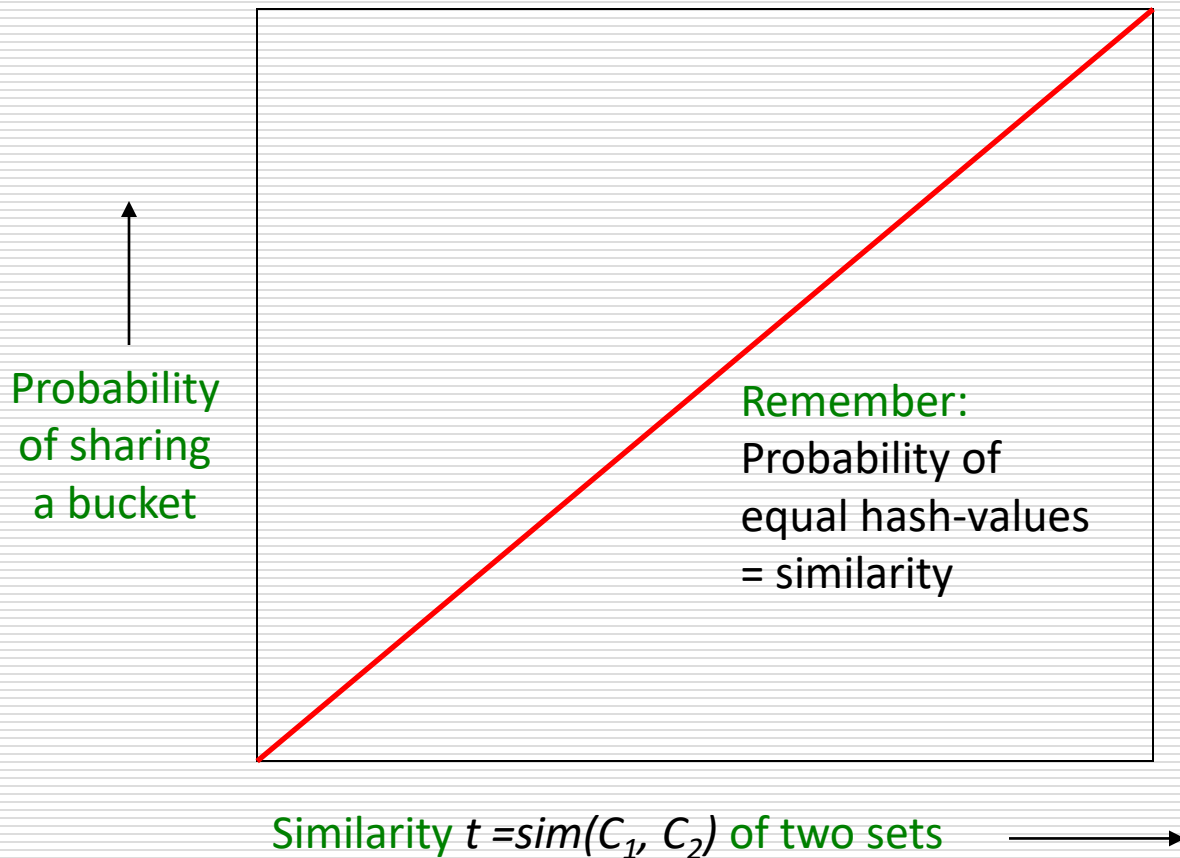 Probability
of sharing
a bucket
Remember:
Probability of
equal hash-values
= similarity
Similarity t =sim(C₁, C₂) of two sets